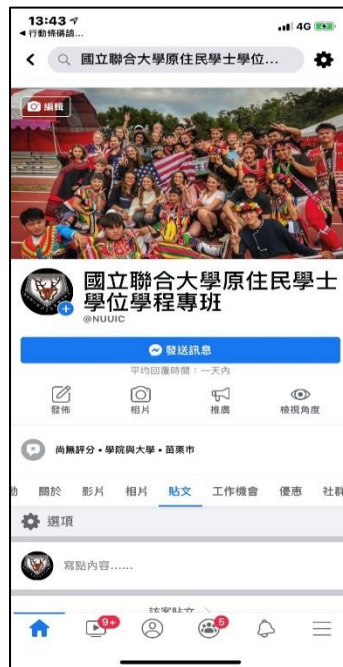 13:43
4G
行動條碼讀...
國立聯合大學原住民學士學位...
編輯
國立聯合大學原住民學士
學位學程專班
@NUUIC
發送訊息
平均回覆時間：一天內
發佈 相片 推廣 檢視角度
尚無評分•學院與大學•苗栗市
動 關於 影片 相片 貼文 工作機會 優惠 社群
選項
寫點內容......
訪客貼文
9+ 5